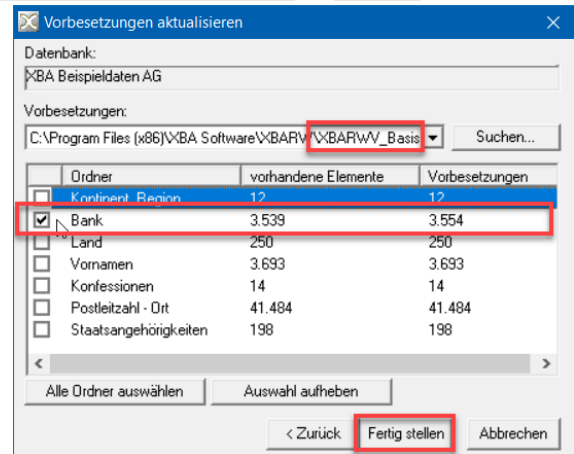 Vorbesetzungen aktualisieren
Datenbank:
XBA Beispieldaten AG
Vorbesetzungen:
C:\Program Files (x86)\XBA Software\XBARW\XBARWV_Basis Suchen...
Ordner vorhandene Elemente Vorbesetzungen
Kontinent, Region 12 12
Bank 3.539 3.554
Land 250 250
Vornamen 3.693 3.693
Konfessionen 14 14
Postleitzahl - Ort 41.484 41.484
Staatsangehörigkeiten 198 198
Alle Ordner auswählen Auswahl aufheben
< Zurück Fertig stellen Abbrechen